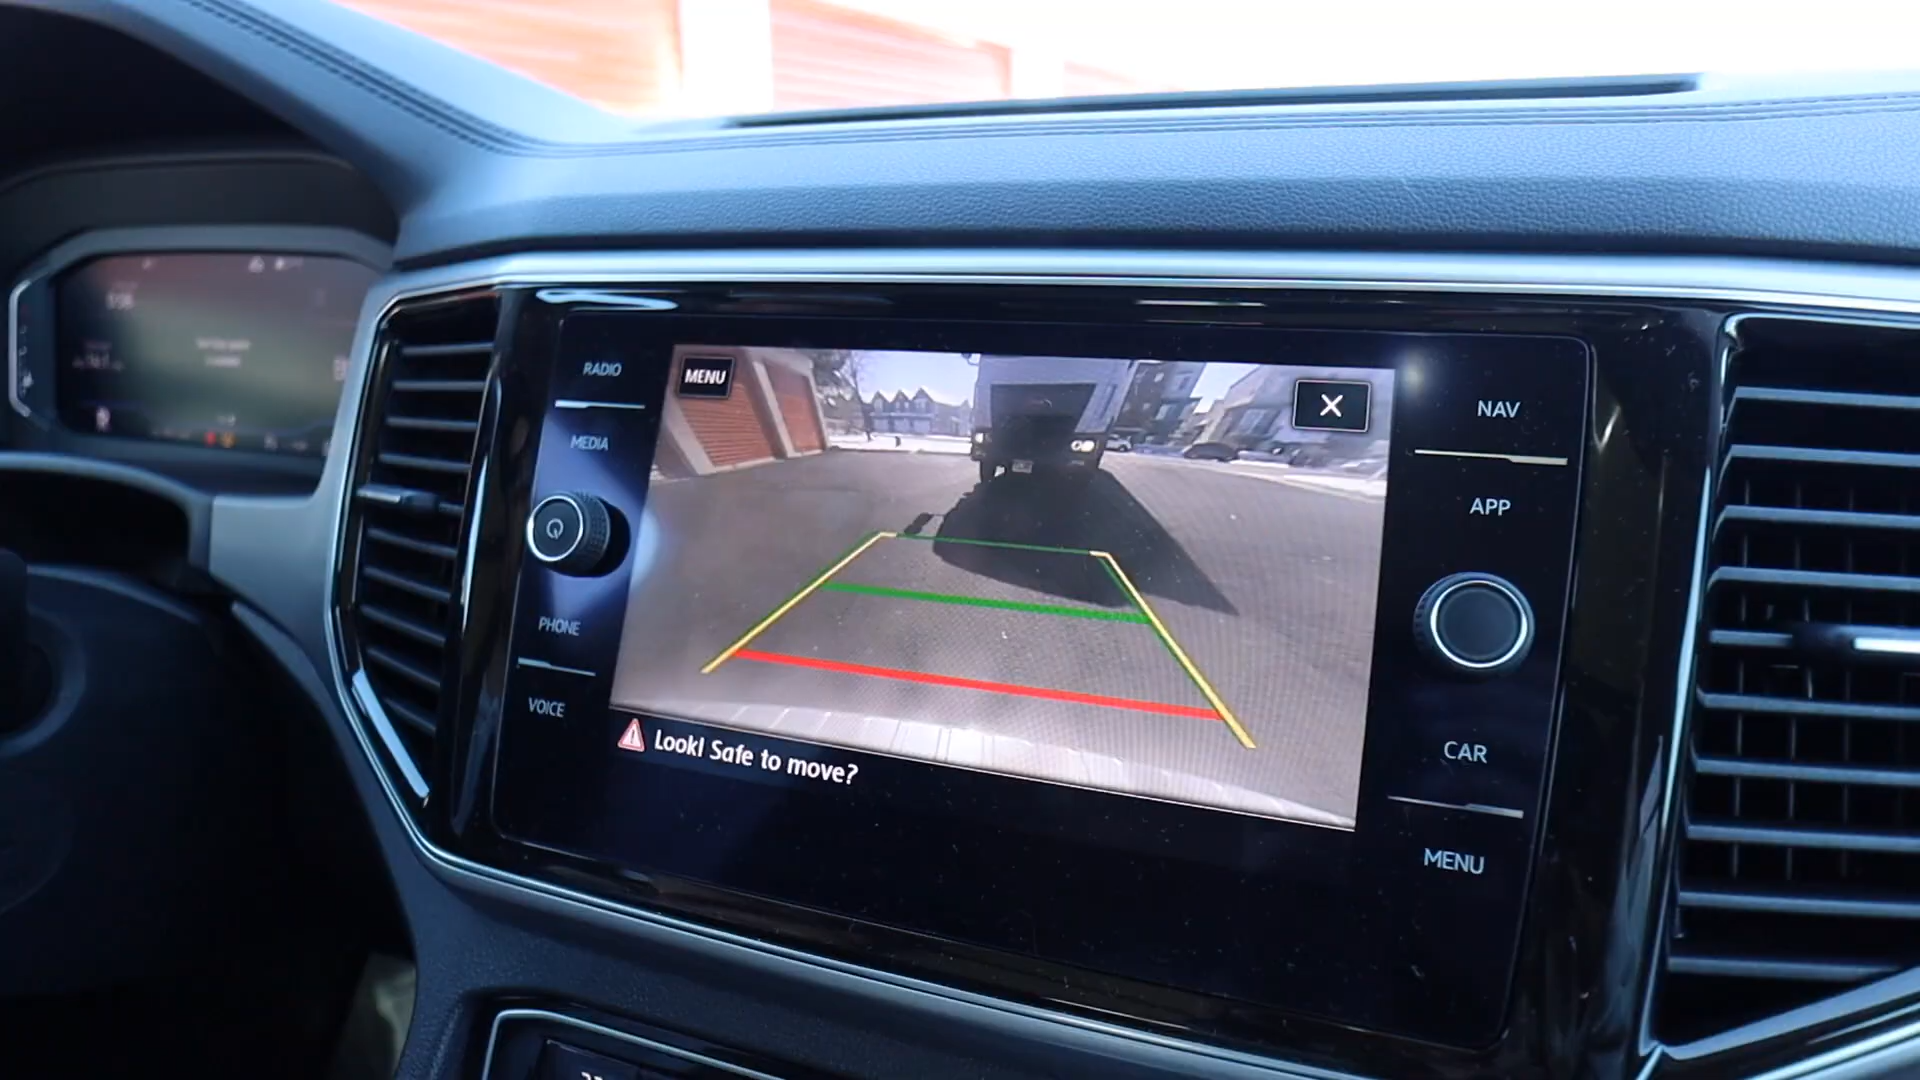 RADIO
MEDIA
PHONE
VOICE
MENU
X
Look! Safe to move?
NAV
APP
CAR
MENU